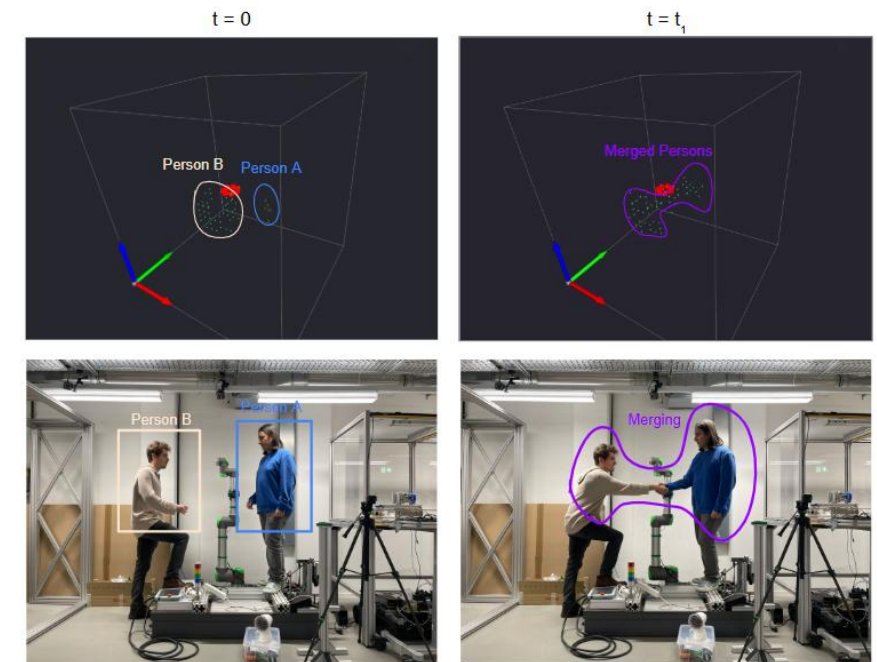 t = 0
t = t₁
Person B
Person A
Merged Persons
Person B
Person A
Merging